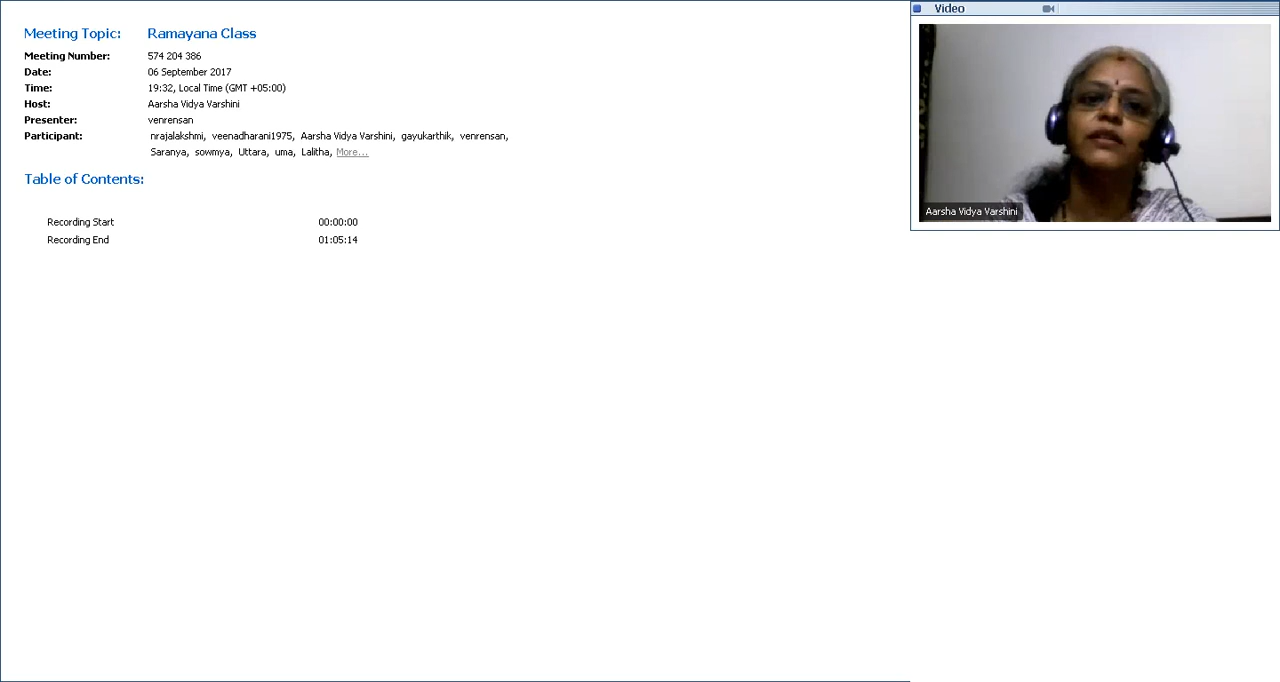 Meeting Topic: Ramayana Class
Meeting Number: 574 204 386
Date: 06 September 2017
Time: 19:32, Local Time (GMT +05:00)
Host: Aarsha Vidya Varshini
Presenter: venrensan
Participant: nrajalakshmi, veenadharani1975, Aarsha Vidya Varshini, gayukarthik, venrensan,
Saranya, sowmya, Uttara, uma, Lalitha, More...
Table of Contents:
Recording Start 00:00:00
Recording End 01:05:14
Video
Aarsha Vidya Varshini